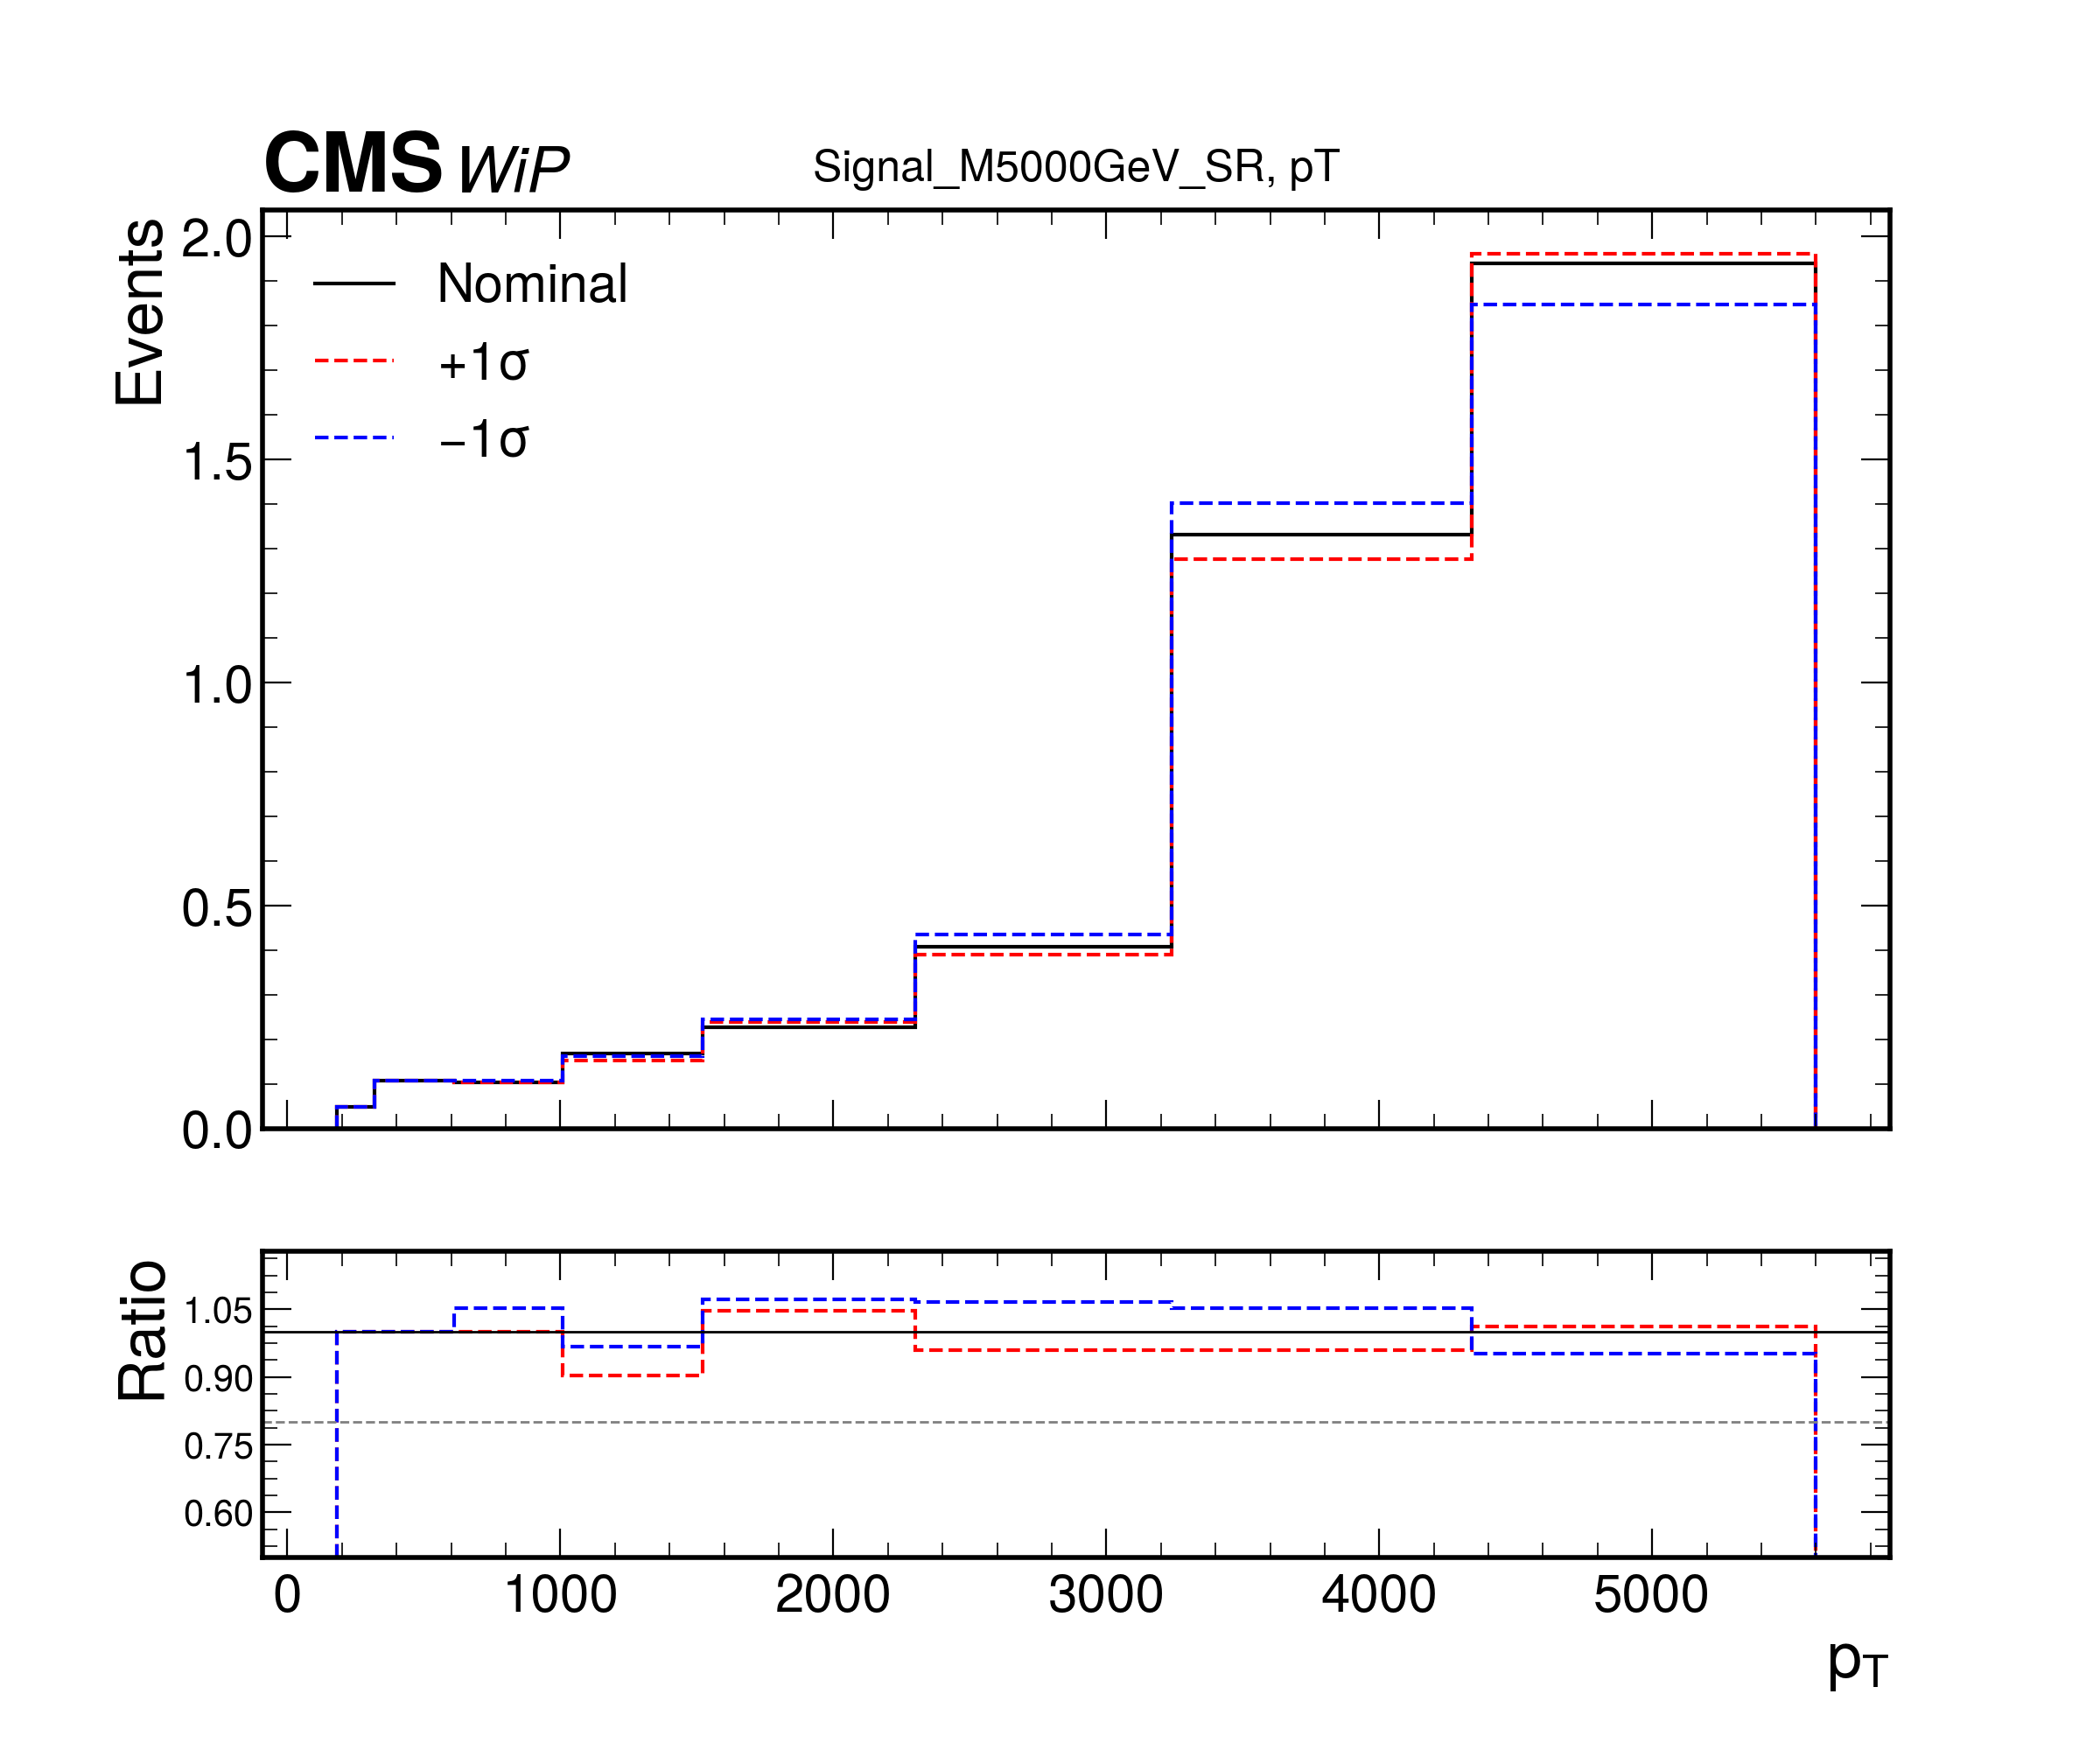 CMS WiP
Signal_M5000GeV_SR, pT
Events
2.0
1.5
1.0
0.5
0.0
Nominal
+1σ
−1σ
Ratio
1.05
0.90
0.75
0.60
0 1000 2000 3000 4000 5000
pT